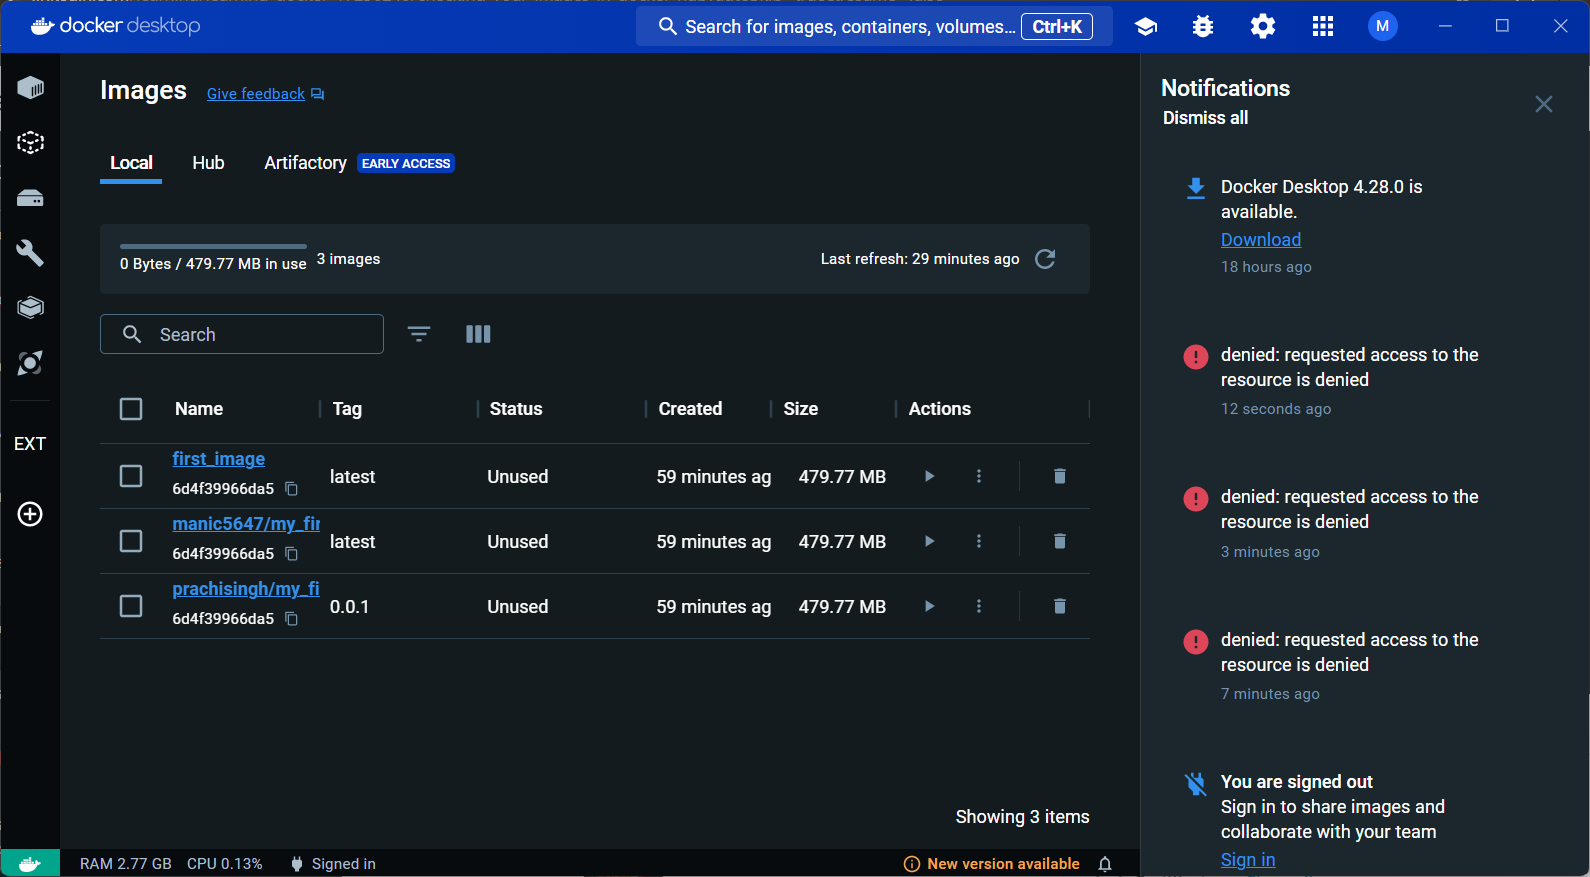 docker desktop
Search for images, containers, volumes... Ctrl+K
M
Images Give feedback
Local Hub Artifactory EARLY ACCESS
0 Bytes / 479.77 MB in use 3 images Last refresh: 29 minutes ago
Search
Name Tag Status Created Size Actions
first_image
6d4f39966da5
latest Unused 59 minutes ag 479.77 MB
manic5647/my_fir
6d4f39966da5
latest Unused 59 minutes ag 479.77 MB
prachisingh/my_fi
6d4f39966da5
0.0.1 Unused 59 minutes ag 479.77 MB
Showing 3 items
EXT
Notifications
Dismiss all
Docker Desktop 4.28.0 is
available.
Download
18 hours ago
denied: requested access to the
resource is denied
12 seconds ago
denied: requested access to the
resource is denied
3 minutes ago
denied: requested access to the
resource is denied
7 minutes ago
You are signed out
Sign in to share images and
collaborate with your team
Sign in
RAM 2.77 GB CPU 0.13% Signed in New version available